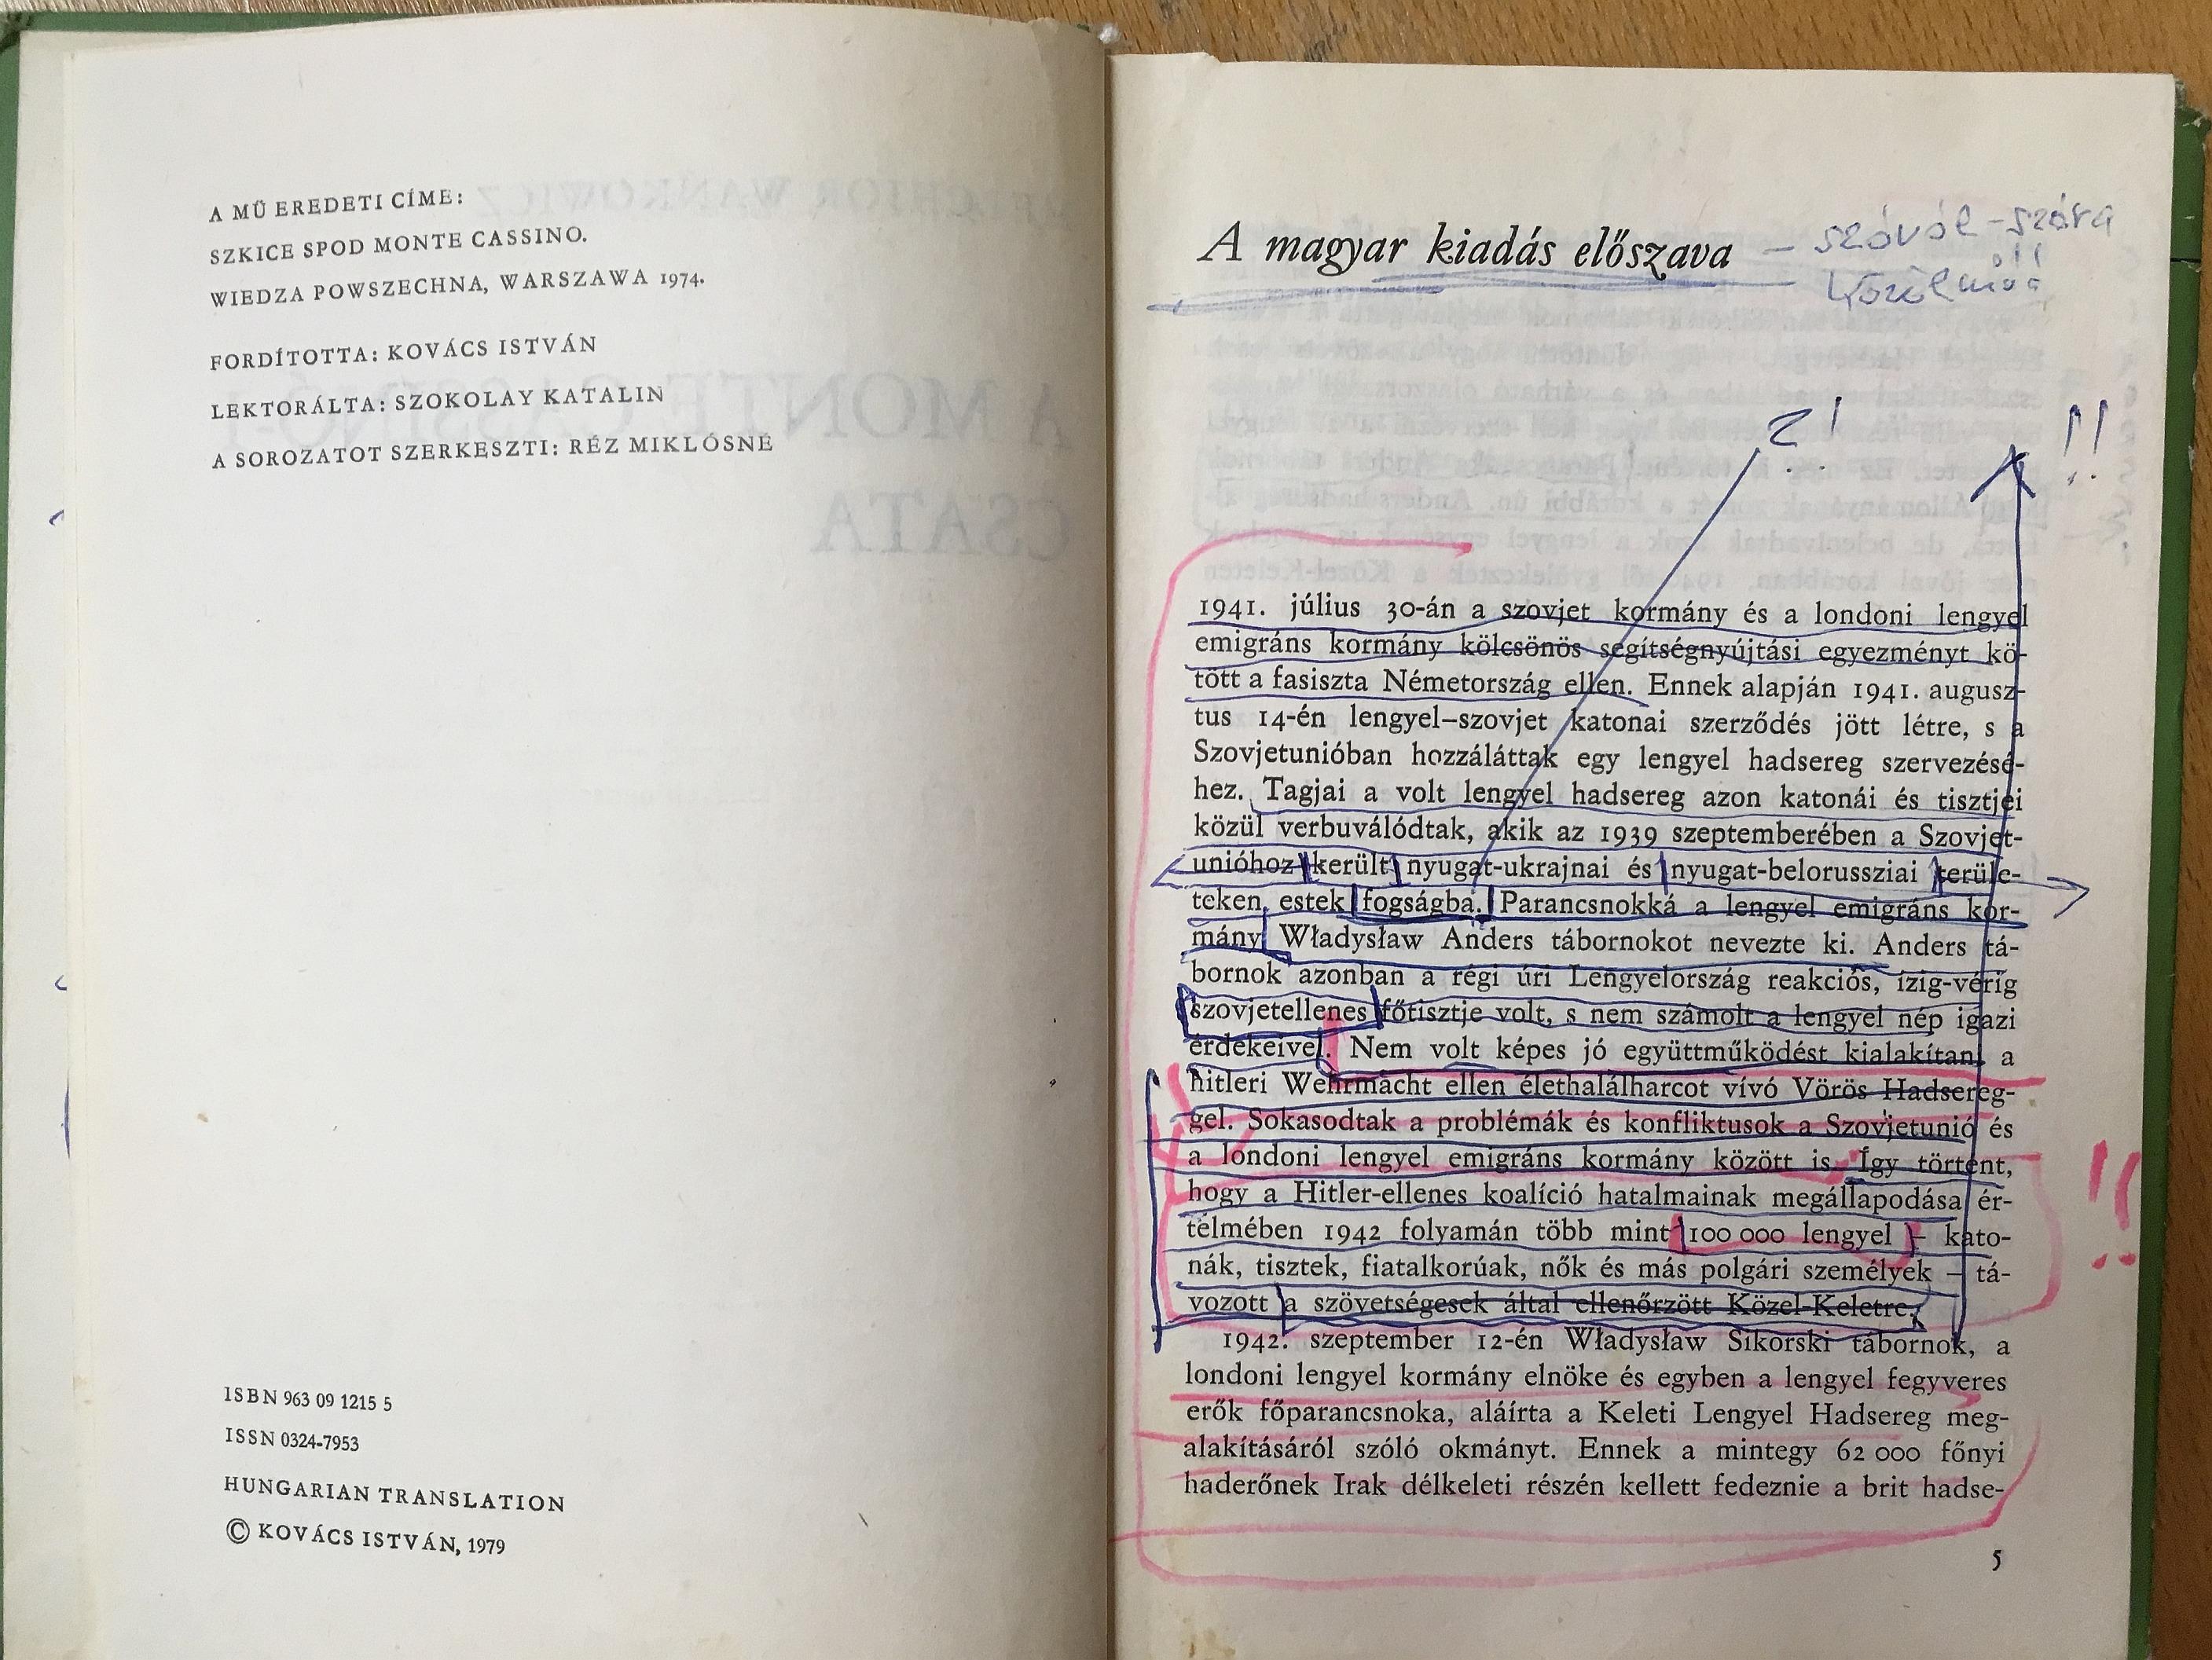 A MŰ EREDETI CÍME:
SZKICE SPOD MONTE CASSINO.
WIEDZA POWSZECHNA, WARSZAWA 1974.
FORDÍTOTTA: KOVÁCS ISTVÁN
LEKTORÁLTA: SZOKOLAY KATALIN
A SOROZATOT SZERKESZTI: RÉZ MIKLÓSNÉ
ISBN 963 09 1215 5
ISSN 0324-7953
HUNGARIAN TRANSLATION
© KOVÁCS ISTVÁN, 1979
A magyar kiadás előszava
– szóvól-szóra
!!
?!
!!
1941. július 30-án a szovjet kormány és a londoni lengyel
emigráns kormány kölcsönös segítségnyújtási egyezményt kö-
tött a fasiszta Németország ellen. Ennek alapján 1941. augusz-
tus 14-én lengyel–szovjet katonai szerződés jött létre, s a
Szovjetunióban hozzáláttak egy lengyel hadsereg szervezésé-
hez. Tagjai a volt lengyel hadsereg azon katonái és tisztjei
közül verbuválódtak, akik az 1939 szeptemberében a Szovjet-
unióhoz került nyugat-ukrajnai és nyugat-belorussziai terüle-
teken estek fogságba. Parancsnokká a lengyel emigráns kor-
mány Władysław Anders tábornokot nevezte ki. Anders tá-
bornok azonban a régi úri Lengyelország reakciós, ízig-vérig
szovjetellenes főtisztje volt, s nem számolt a lengyel nép igazi
érdekeivel. Nem volt képes jó együttműködést kialakítani a
hitleri Wehrmacht ellen élethalálharcot vívó Vörös Hadsereg-
gel. Sokasodtak a problémák és konfliktusok a Szovjetunió és
a londoni lengyel emigráns kormány között is. Így történt,
hogy a Hitler-ellenes koalíció hatalmainak megállapodása ér-
telmében 1942 folyamán több mint 100 000 lengyel – kato-
nák, tisztek, fiatalkorúak, nők és más polgári személyek – tá-
vozott a szövetségesek által ellenőrzött Közel-Keletre.
!!
1942. szeptember 12-én Władysław Sikorski tábornok, a
londoni lengyel kormány elnöke és egyben a lengyel fegyveres
erők főparancsnoka, aláírta a Keleti Lengyel Hadsereg meg-
alakításáról szóló okmányt. Ennek a mintegy 62 000 főnyi
haderőnek Irak délkeleti részén kellett fedeznie a brit hadse-
5